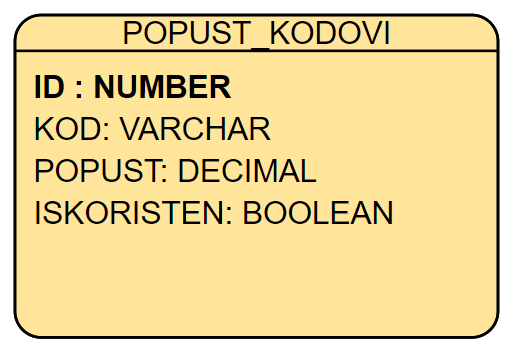 POPUST_KODOVI
ID : NUMBER
KOD: VARCHAR
POPUST: DECIMAL
ISKORISTEN: BOOLEAN